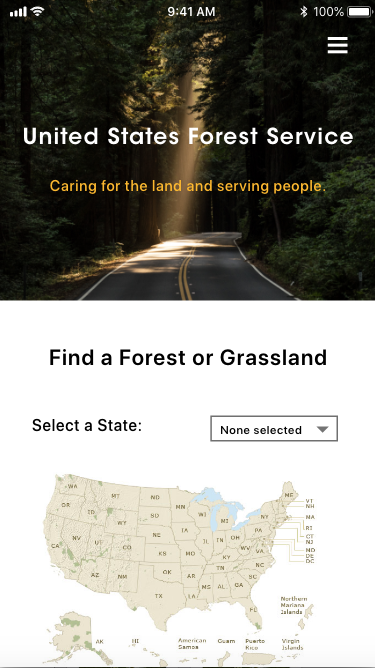 9:41 AM 100%
United States Forest Service
Caring for the land and serving people.
Find a Forest or Grassland
Select a State: None selected
WA
MT
ND
MN
ME
VT
NH
OR
ID
SD
WI
MI
NY
MA
WY
RI
IA
PA
CT
NJ
NV
NE
IL
IN
OH
UT
CO
WV
MD
DE
DC
CA
KS
MO
KY
VA
AZ
NM
OK
AR
TN
NC
SC
TX
LA
MS
AL
GA
FL
Northern
Mariana
Islands
AK
HI
American
Samoa
Guam
Puerto
Rico
Virgin
Islands